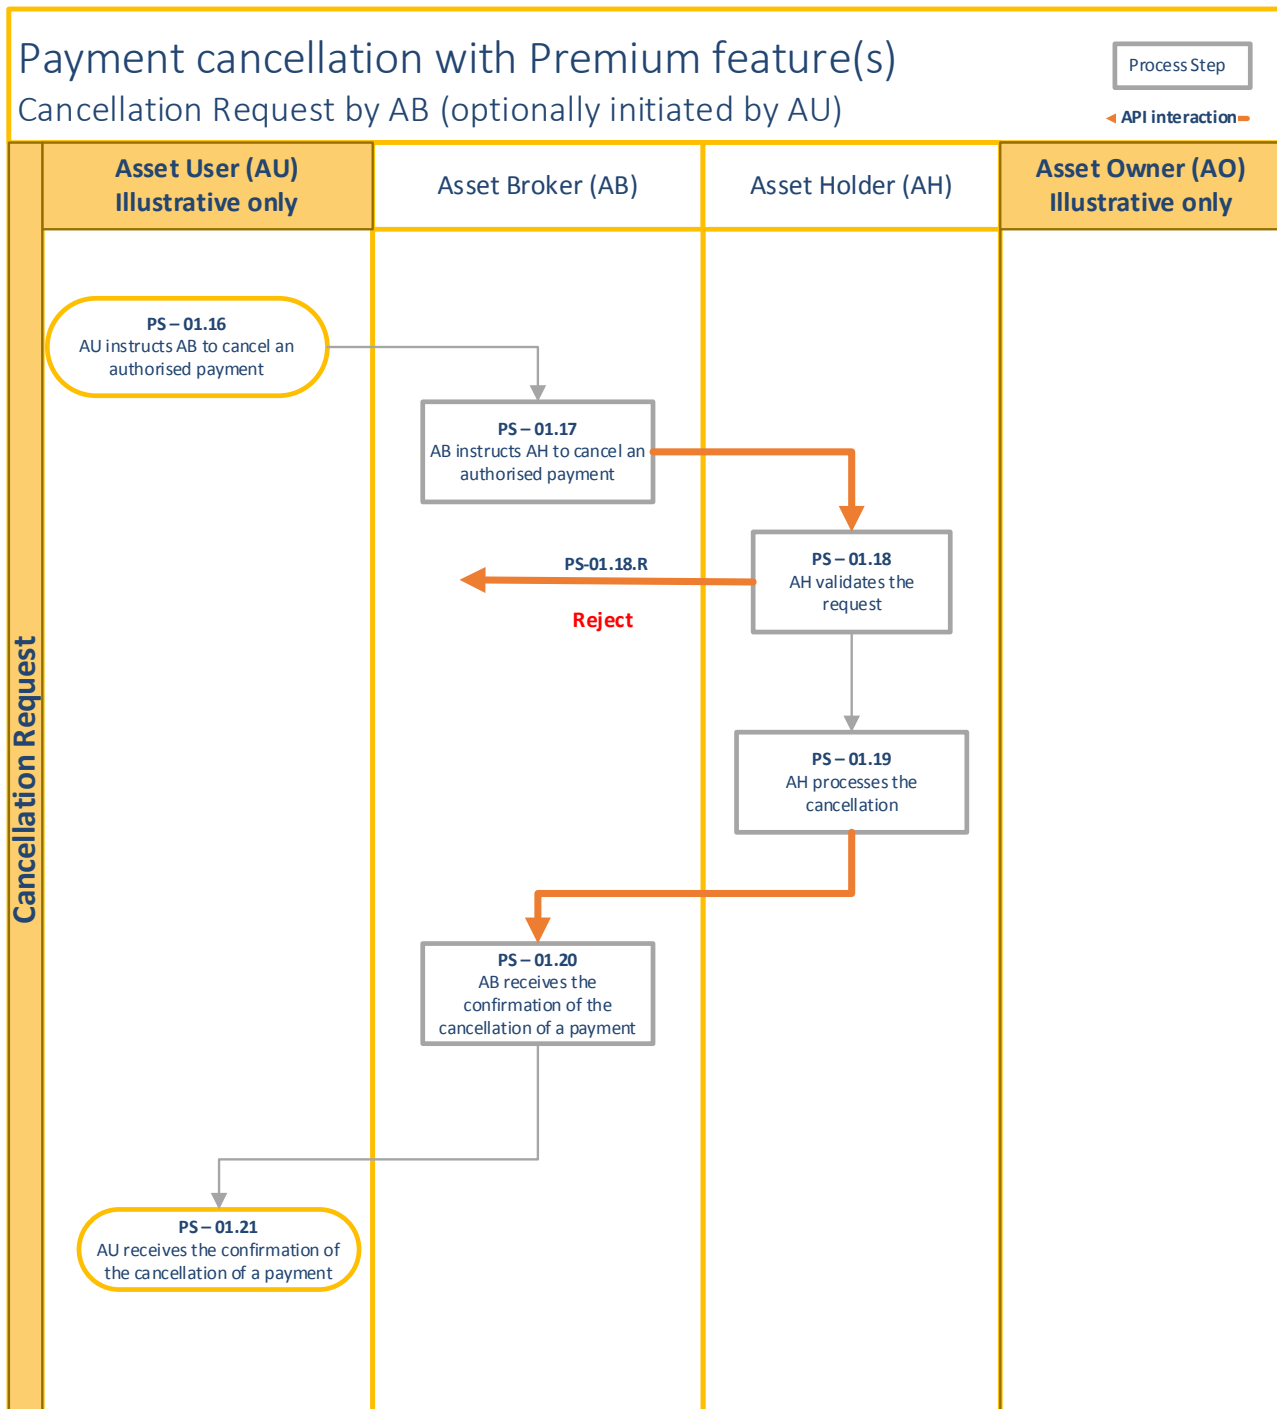 Payment cancellation with Premium feature(s)
Cancellation Request by AB (optionally initiated by AU)
Process Step
API interaction
Asset User (AU)
Illustrative only
Asset Broker (AB)
Asset Holder (AH)
Asset Owner (AO)
Illustrative only
Cancellation Request
PS – 01.16
AU instructs AB to cancel an
authorised payment
PS – 01.17
AB instructs AH to cancel an
authorised payment
PS-01.18.R
Reject
PS – 01.18
AH validates the
request
PS – 01.19
AH processes the
cancellation
PS – 01.20
AB receives the
confirmation of the
cancellation of a payment
PS – 01.21
AU receives the confirmation of
the cancellation of a payment